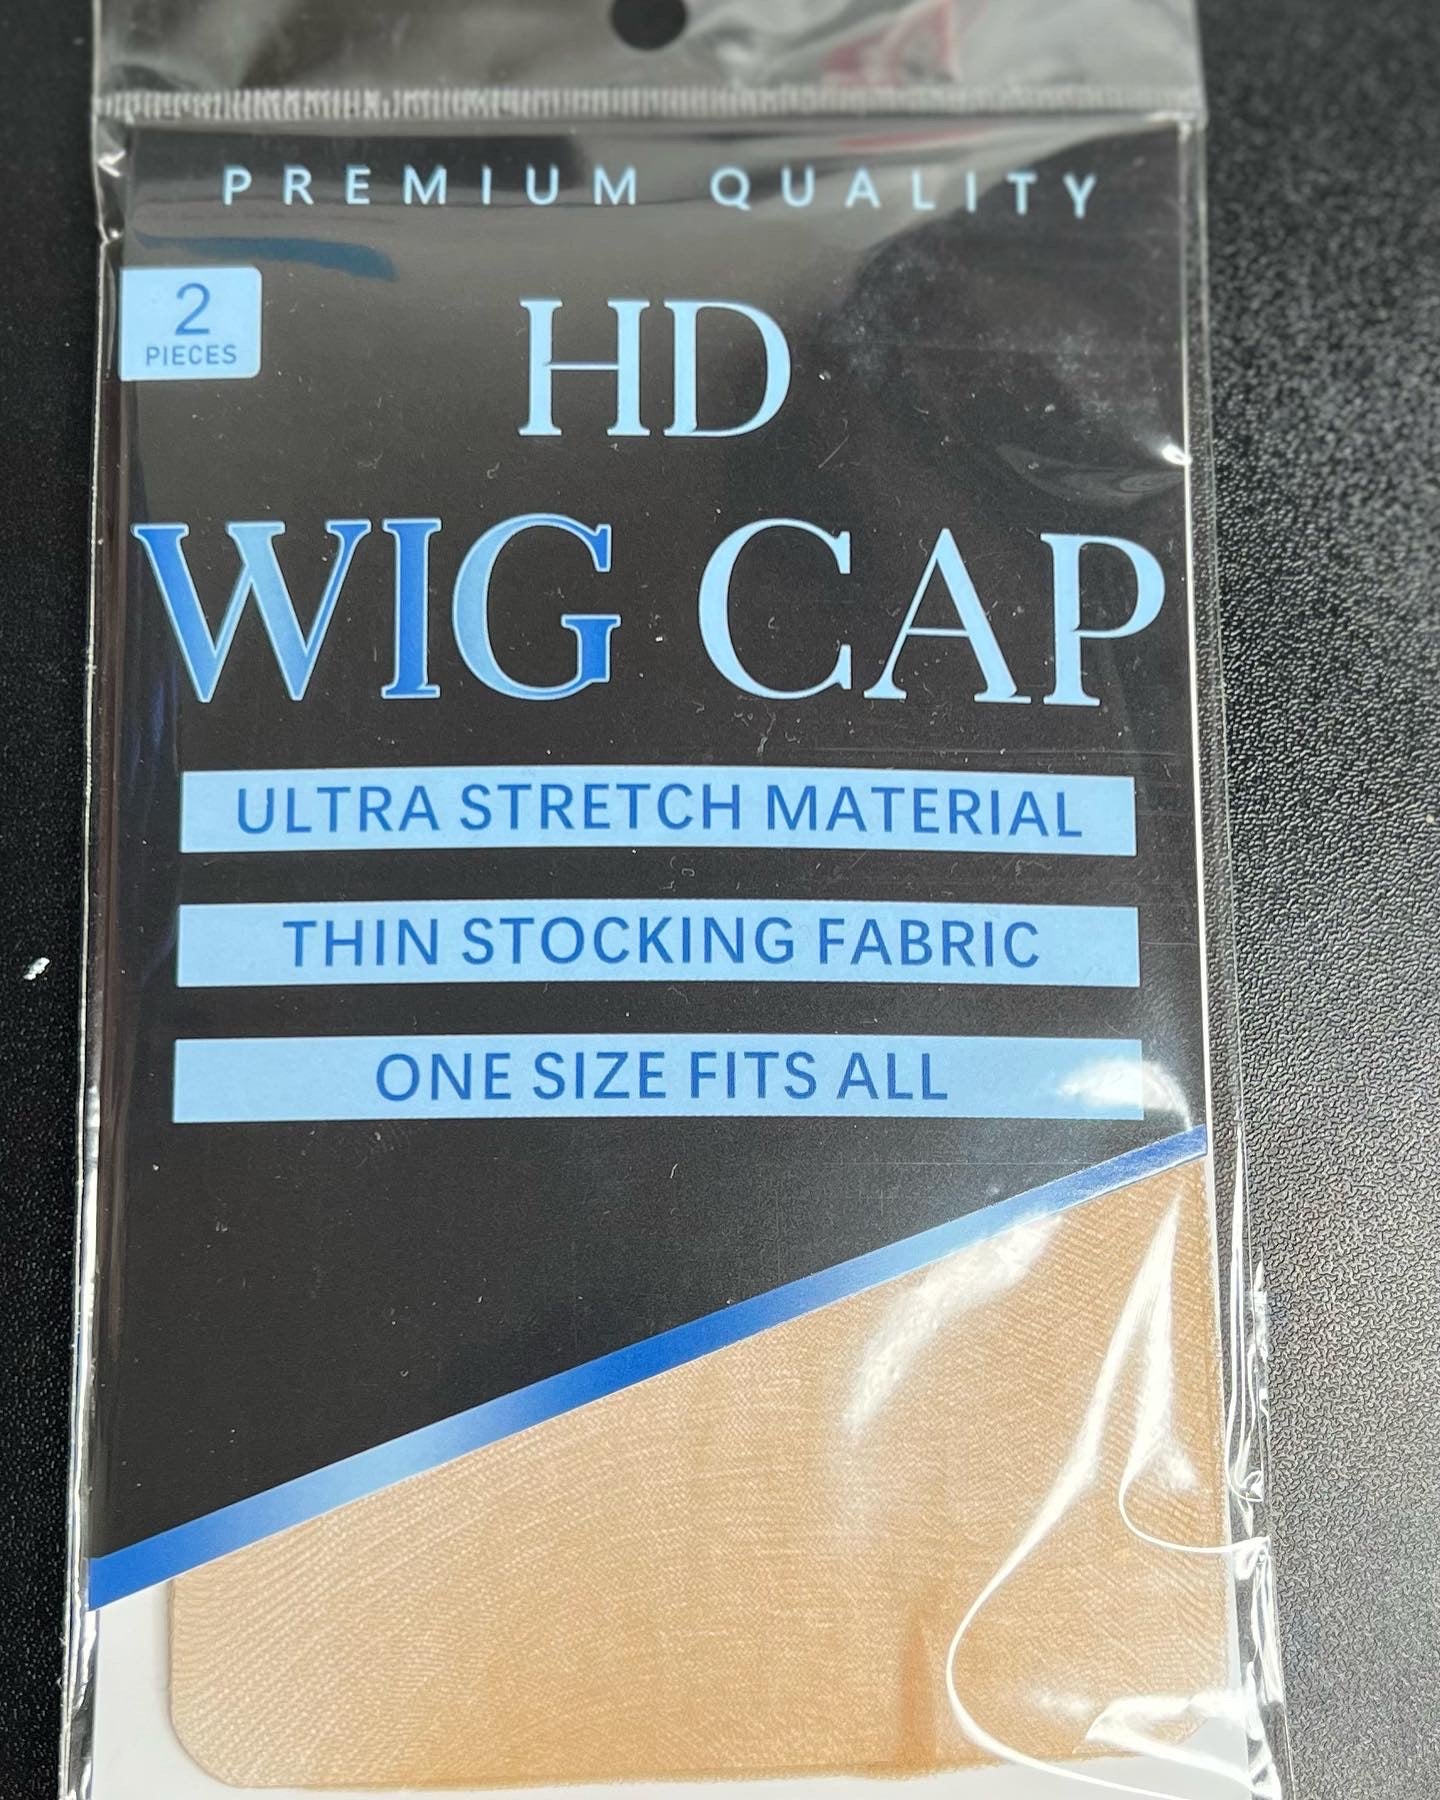 PREMIUM QUALITY
2
PIECES
HD
WIG CAP
ULTRA STRETCH MATERIAL
THIN STOCKING FABRIC
ONE SIZE FITS ALL